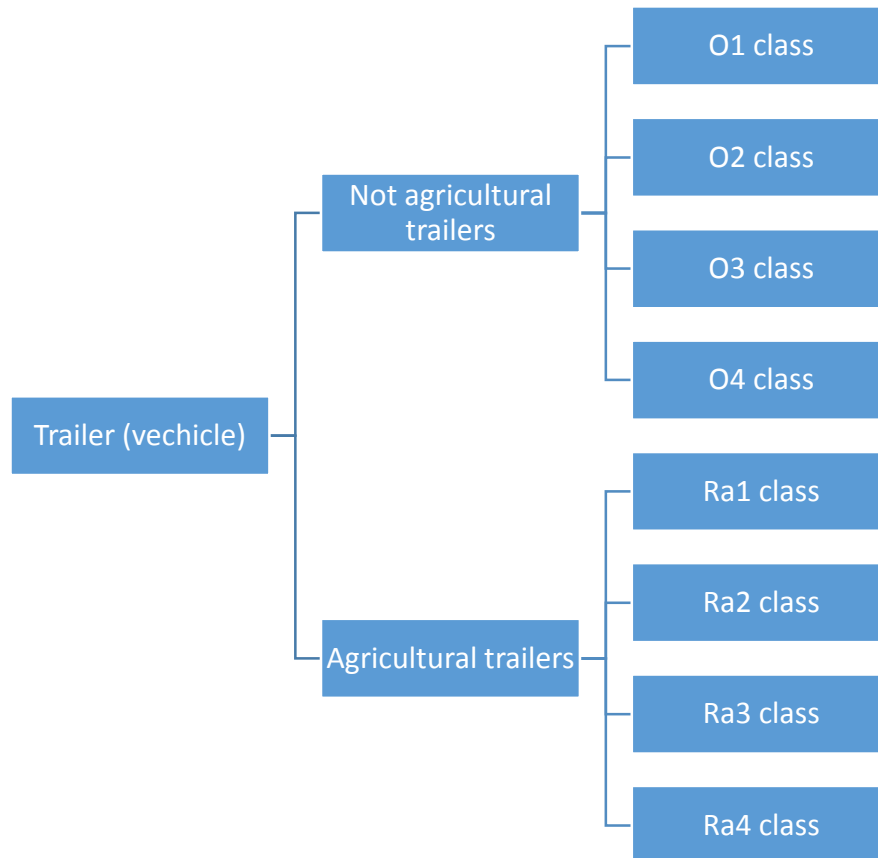 Trailer (vechicle)
Not agricultural
trailers
O1 class
O2 class
O3 class
O4 class
Agricultural trailers
Ra1 class
Ra2 class
Ra3 class
Ra4 class